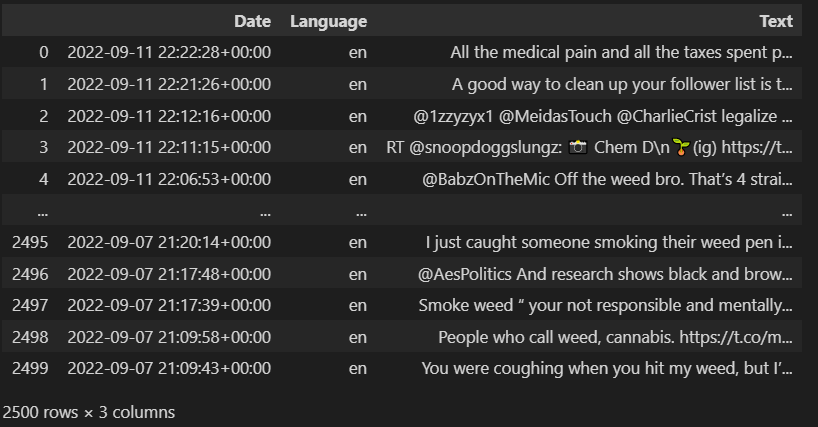 Date Language Text
0 2022-09-11 22:22:28+00:00 en All the medical pain and all the taxes spent p...
1 2022-09-11 22:21:26+00:00 en A good way to clean up your follower list is t...
2 2022-09-11 22:12:16+00:00 en @1zzyzyx1 @MeidasTouch @CharlieCrist legalize ...
3 2022-09-11 22:11:15+00:00 en RT @snoopdoggslungz: 📸 Chem D\n🌱(ig) https://t...
4 2022-09-11 22:06:53+00:00 en @BabzOnTheMic Off the weed bro. That’s 4 strai...
... ... ... ...
2495 2022-09-07 21:20:14+00:00 en I just caught someone smoking their weed pen i...
2496 2022-09-07 21:17:48+00:00 en @AesPolitics And research shows black and brow...
2497 2022-09-07 21:17:39+00:00 en Smoke weed “ your not responsible and mentally...
2498 2022-09-07 21:09:58+00:00 en People who call weed, cannabis. https://t.co/m...
2499 2022-09-07 21:09:43+00:00 en You were coughing when you hit my weed, but I’...
2500 rows × 3 columns